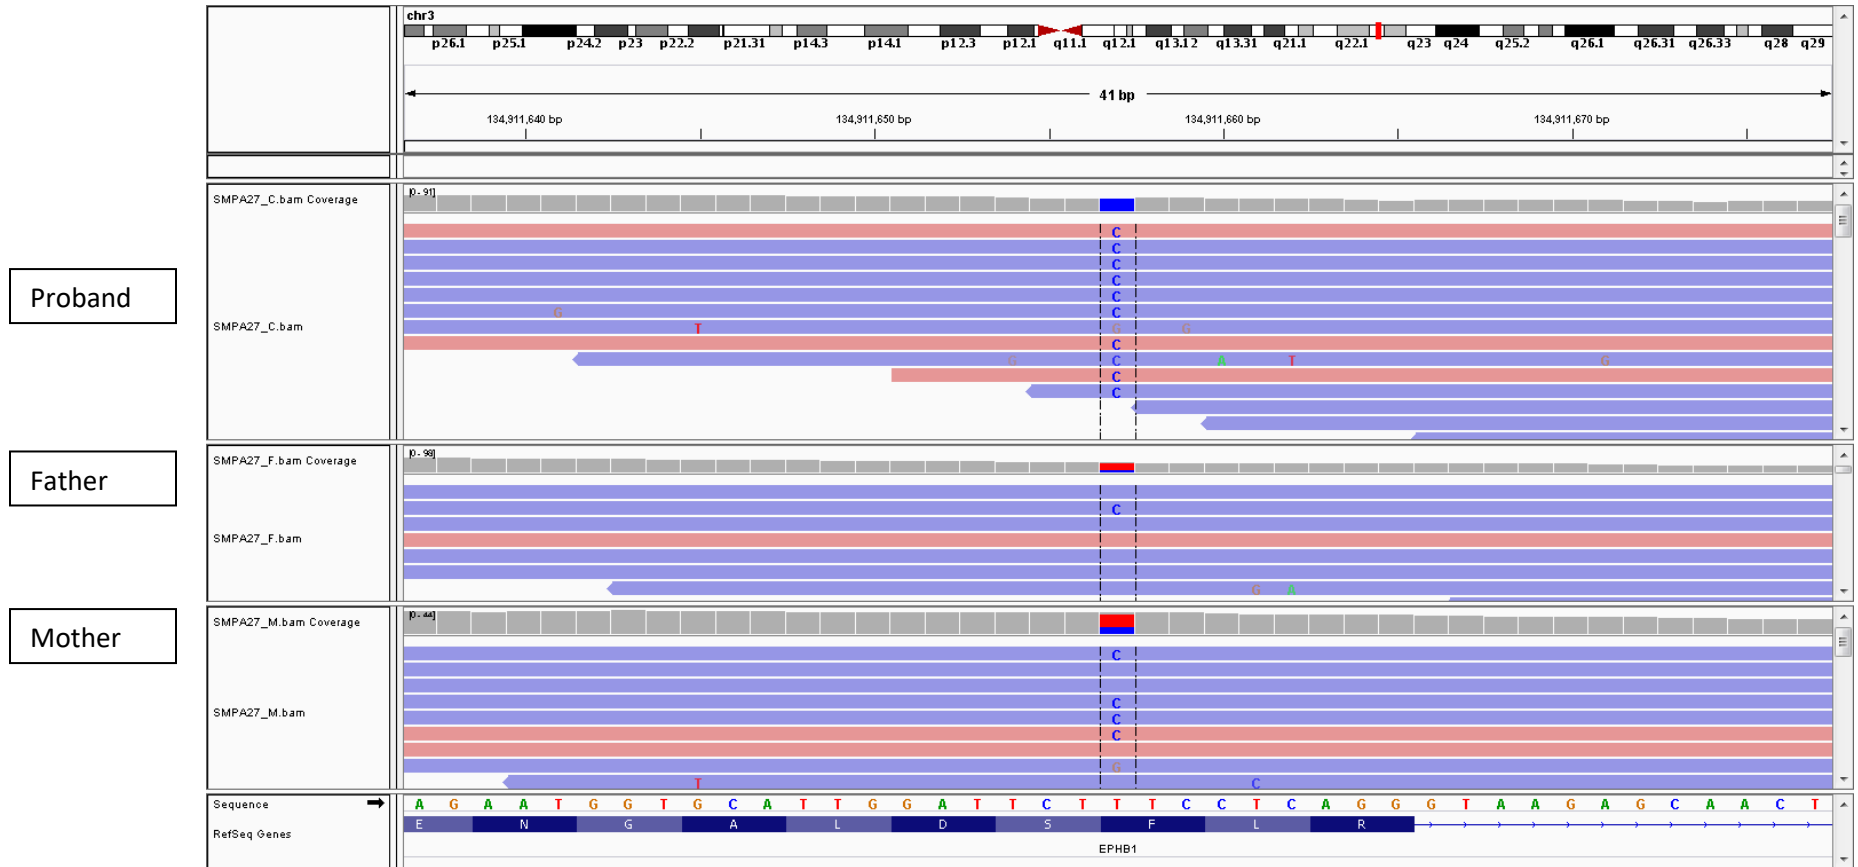 chr3
p26.1 p25.1 p24.2 p23 p22.2 p21.31 p14.3 p14.1 p12.3 p12.1 q11.1 q12.1 q13.12 q13.31 q21.1 q22.1 q23 q24 q25.2 q26.1 q26.31 q26.33 q28 q29
41 bp
134,911,640 bp 134,911,650 bp 134,911,660 bp 134,911,670 bp
SMPA27_C.bam Coverage
[0 - 91]
C
C
C
C
C
Proband
G C
SMPA27_C.bam
T G G
C
G C A T G
C
C
Father
SMPA27_F.bam Coverage
[0 - 98]
C
SMPA27_F.bam
G A
Mother
SMPA27_M.bam Coverage
[0 - 44]
C
C
SMPA27_M.bam
C
C
G
T C
Sequence
A G A A T G G T G C A T T G G A T T C T T T C C T C A G G G T A A G A G C A A C T
RefSeq Genes
E N G A L D S F L R
EPHB1